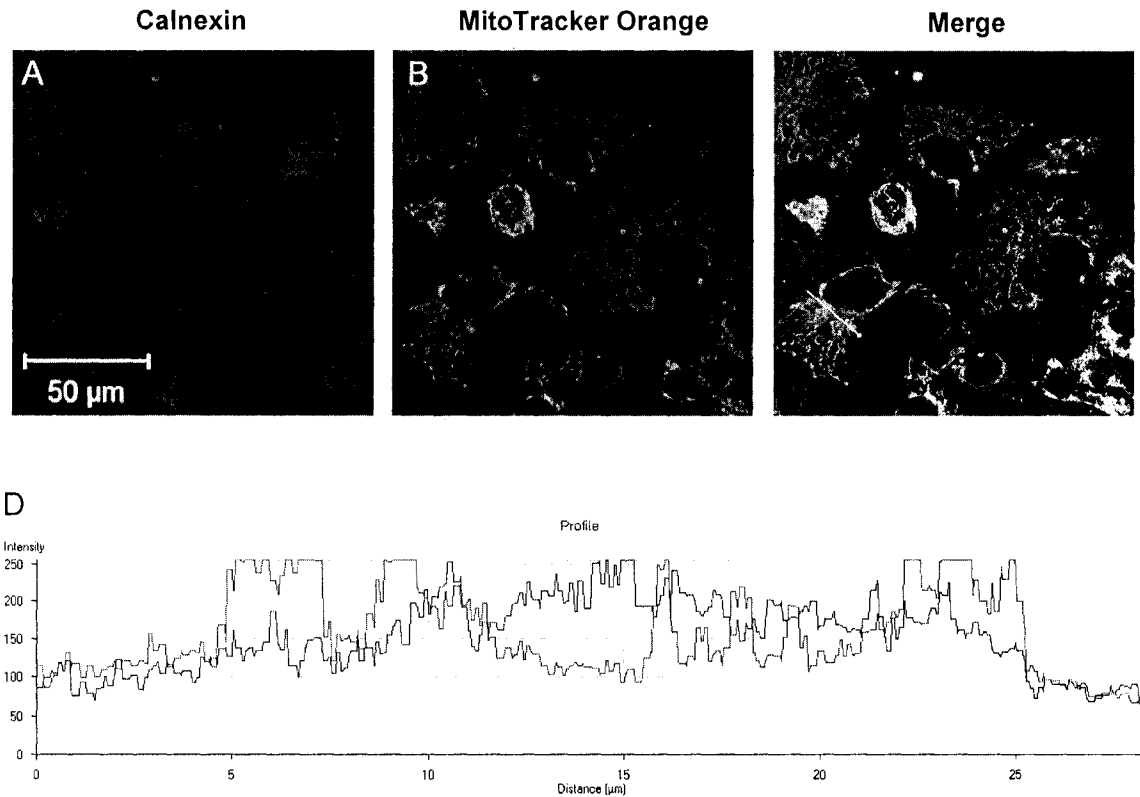 Calnexin MitoTracker Orange Merge
A B
50 µm
D
Profile
Intensity
250
200
150
100
50
0
0 5 10 15 20 25
Distance (µm)